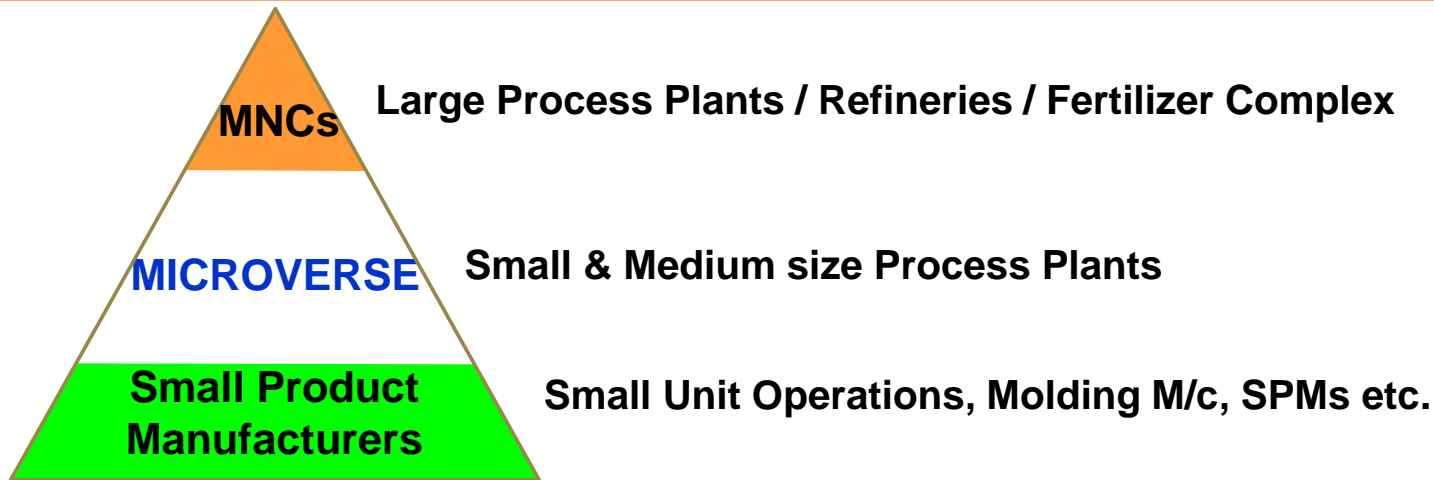 MNCs
Large Process Plants / Refineries / Fertilizer Complex
MICROVERSE
Small & Medium size Process Plants
Small Product
Manufacturers
Small Unit Operations, Molding M/c, SPMs etc.